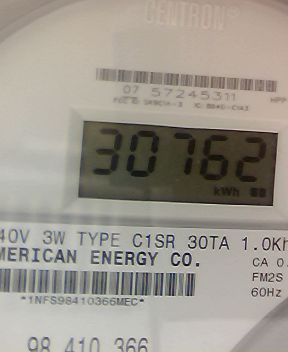 CENTRON®
07 57245311
30762
kWh
40V 3W TYPE C1SR 30TA 1.0Kh
MERICAN ENERGY CO.
CA 0.
FM2S
60Hz
*1NFS98410366MEC*
98 410 366